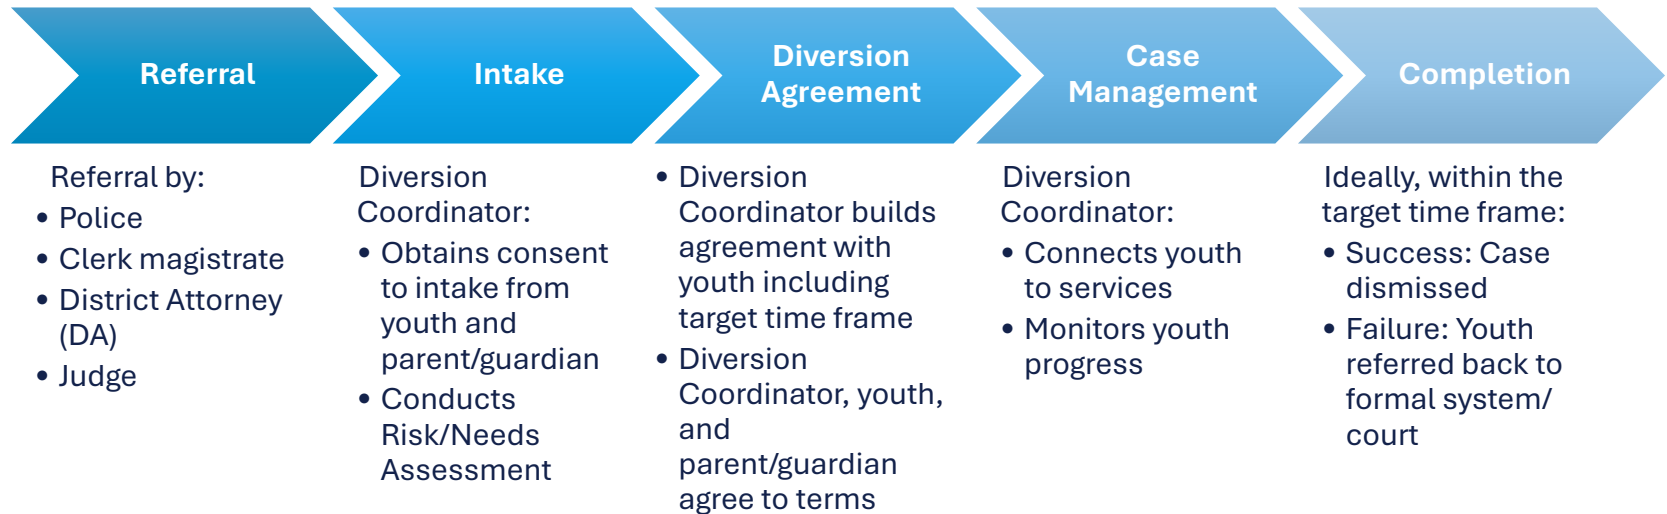 Referral
Intake
Diversion
Agreement
Case
Management
Completion
Referral by:
• Police
• Clerk magistrate
• District Attorney
(DA)
• Judge
Diversion
Coordinator:
• Obtains consent
to intake from
youth and
parent/guardian
• Conducts
Risk/Needs
Assessment
• Diversion
Coordinator builds
agreement with
youth including
target time frame
• Diversion
Coordinator, youth,
and
parent/guardian
agree to terms
Diversion
Coordinator:
• Connects youth
to services
• Monitors youth
progress
Ideally, within the
target time frame:
• Success: Case
dismissed
• Failure: Youth
referred back to
formal system/
court